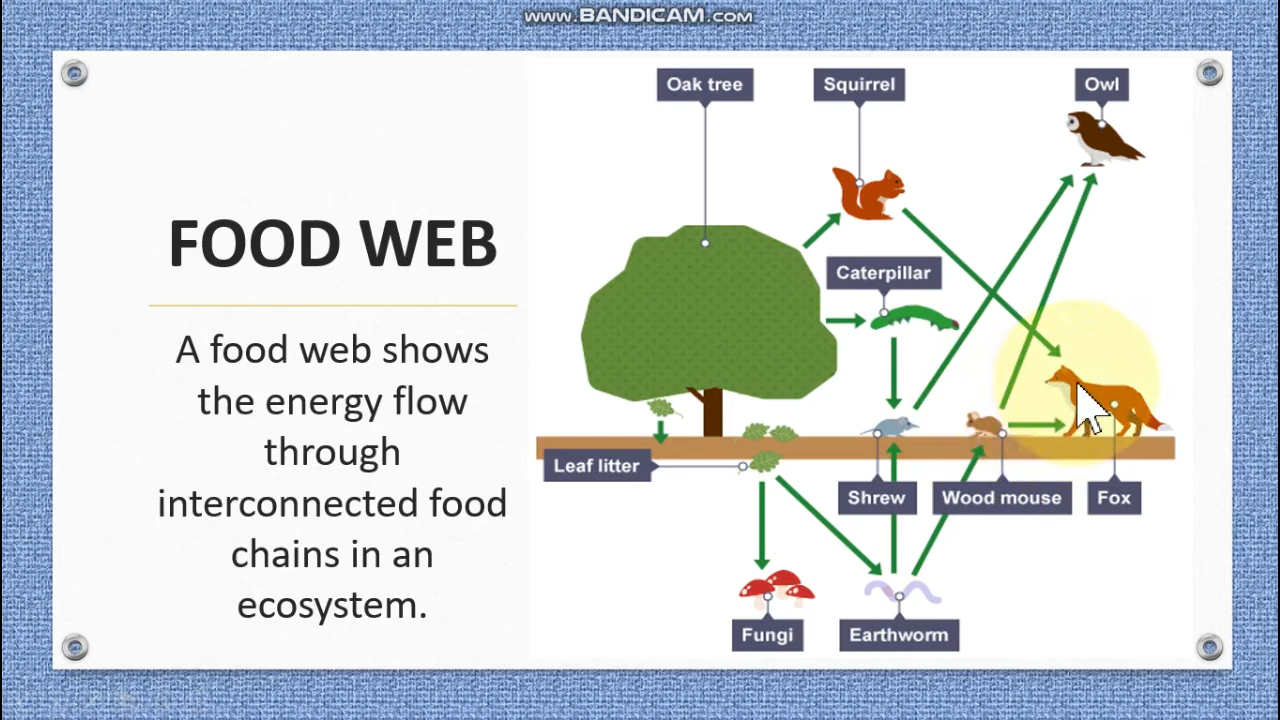 www.BANDICAM.com
Oak tree
Squirrel
Owl
FOOD WEB
Caterpillar
A food web shows
the energy flow
through
interconnected food
chains in an
ecosystem.
Leaf litter
Shrew
Wood mouse
Fox
Fungi
Earthworm